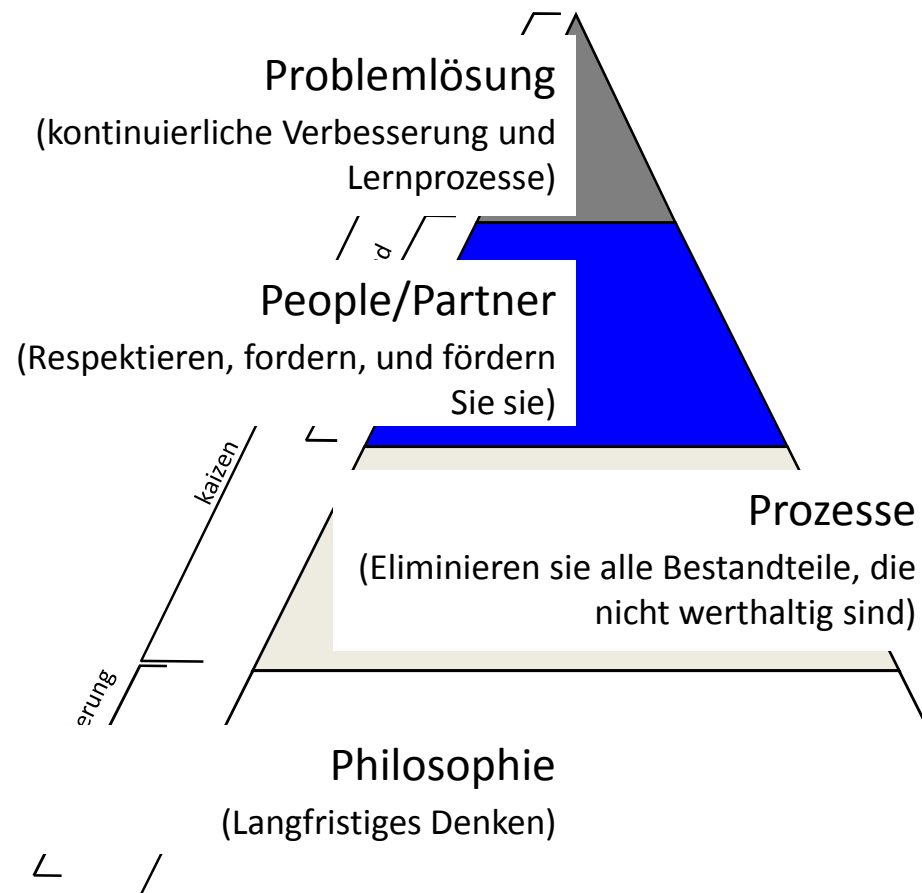 Problemlösung
(kontinuierliche Verbesserung und
Lernprozesse)
People/Partner
(Respektieren, fordern, und fördern
Sie sie)
kaizen
Prozesse
(Eliminieren sie alle Bestandteile, die
nicht werthaltig sind)
Philosophie
(Langfristiges Denken)